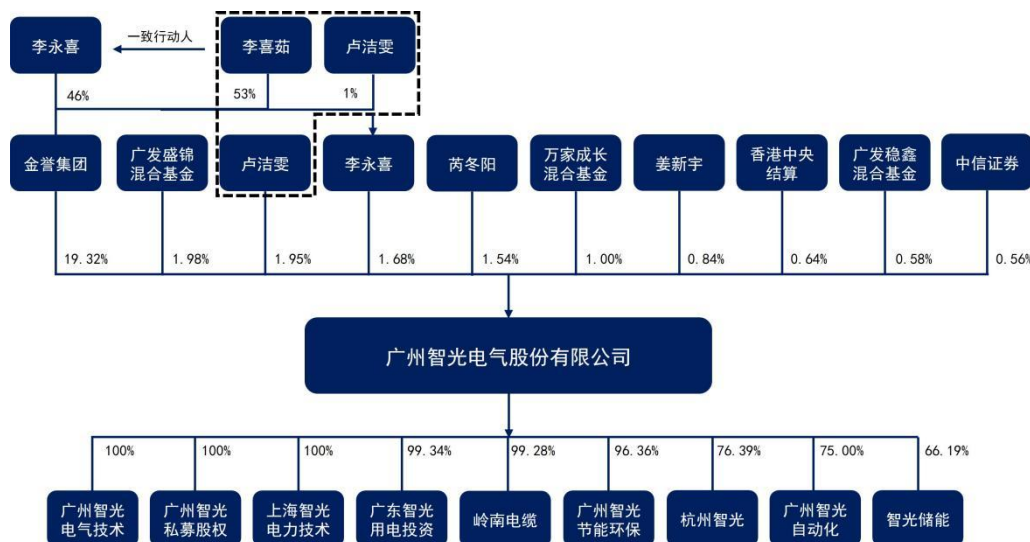 李永喜
一致行动人
李喜茹
卢洁雯
46%
53%
1%
金誉集团
广发盛锦
混合基金
卢洁雯
李永喜
芮冬阳
万家成长
混合基金
姜新宇
香港中央
结算
广发稳鑫
混合基金
中信证券
19.32%
1.98%
1.95%
1.68%
1.54%
1.00%
0.84%
0.64%
0.58%
0.56%
广州智光电气股份有限公司
100%
100%
100%
99.34%
99.28%
96.36%
76.39%
75.00%
66.19%
广州智光
电气技术
广州智光
私募股权
上海智光
电力技术
广东智光
用电投资
岭南电缆
广州智光
节能环保
杭州智光
广州智光
自动化
智光储能